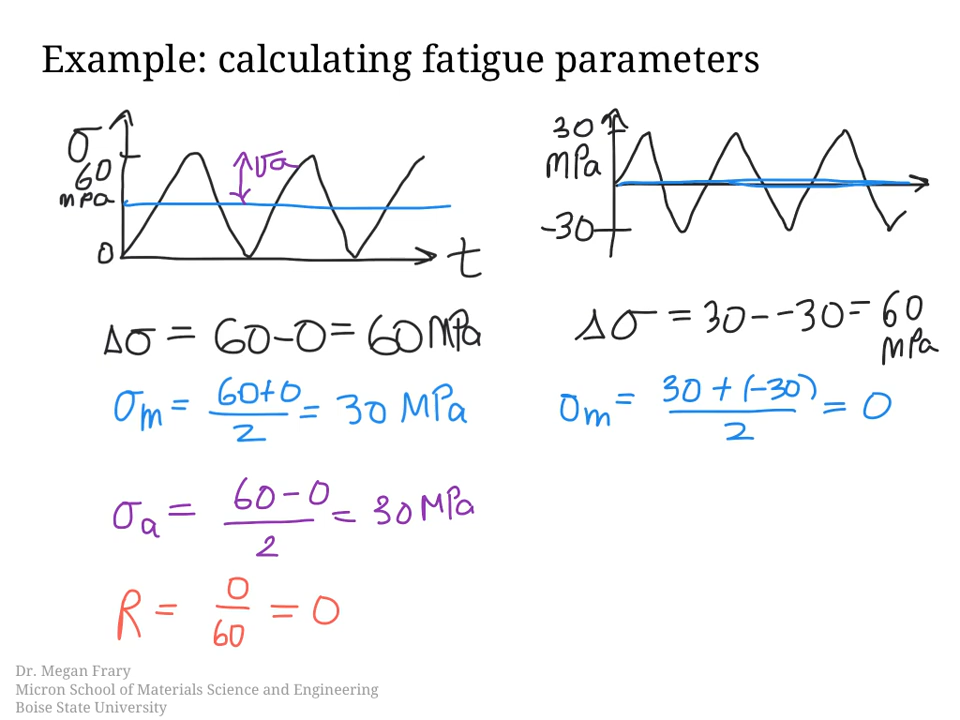 Example: calculating fatigue parameters
σ
60
MPa
0
σa
t
30
MPa
-30
Δσ = 60-0 = 60 MPa
σm = (60+0)/2 = 30 MPa
σa = (60-0)/2 = 30 MPa
R = 0/60 = 0
Δσ = 30--30 = 60
MPa
σm = (30+(-30))/2 = 0
Dr. Megan Frary
Micron School of Materials Science and Engineering
Boise State University